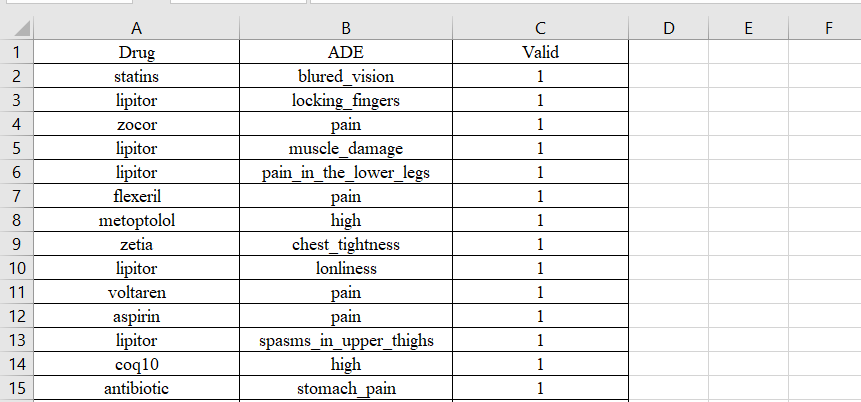 A B C D E F
1 Drug ADE Valid
2 statins blured_vision 1
3 lipitor locking_fingers 1
4 zocor pain 1
5 lipitor muscle_damage 1
6 lipitor pain_in_the_lower_legs 1
7 flexeril pain 1
8 metoptolol high 1
9 zetia chest_tightness 1
10 lipitor lonliness 1
11 voltaren pain 1
12 aspirin pain 1
13 lipitor spasms_in_upper_thighs 1
14 coq10 high 1
15 antibiotic stomach_pain 1